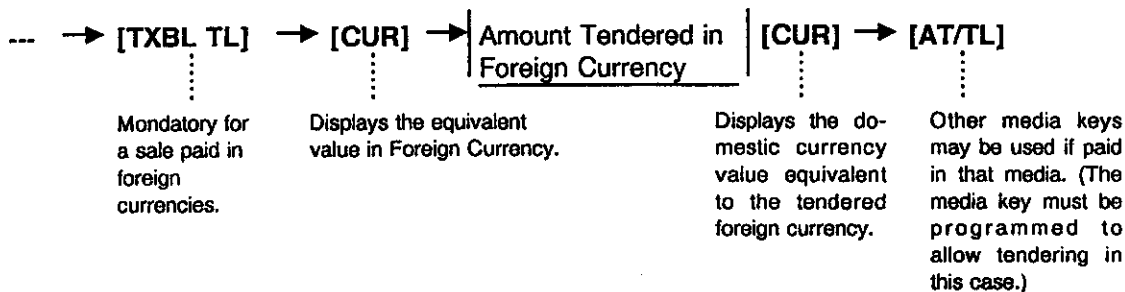 --- → [TXBL TL] → [CUR] → Amount Tendered in [CUR] → [AT/TL]
Foreign Currency
Mondatory for
a sale paid in
foreign
currencies.
Displays the equivalent
value in Foreign Currency.
Displays the do-
mestic currency
value equivalent
to the tendered
foreign currency.
Other media keys
may be used if paid
in that media. (The
media key must be
programmed to
allow tendering in
this case.)